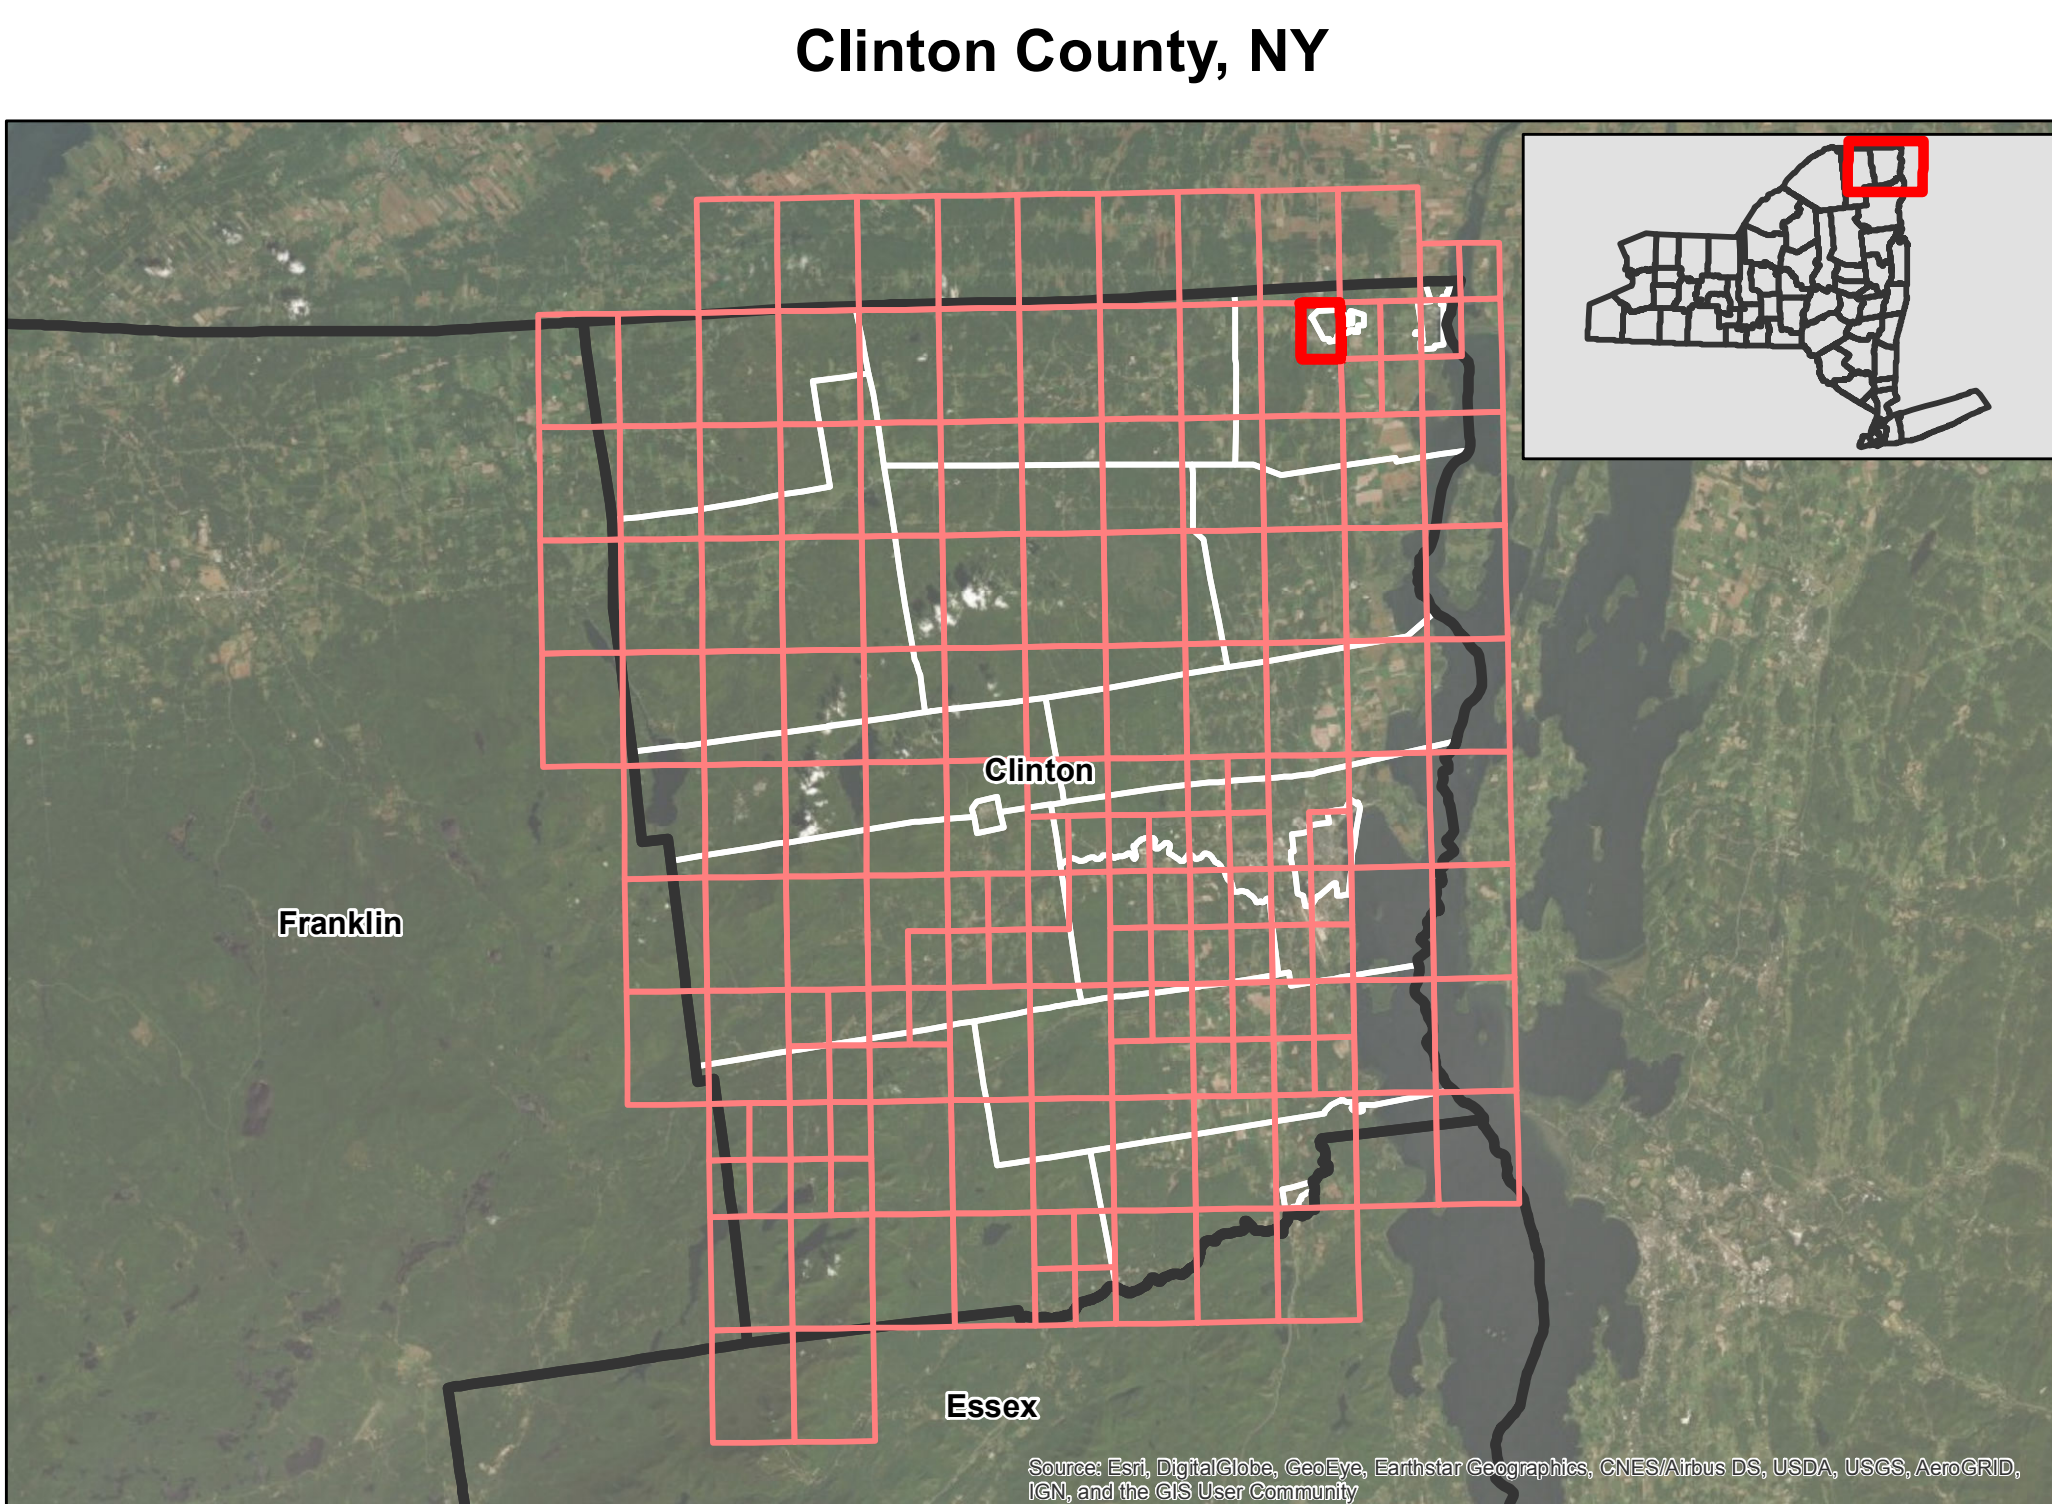 Clinton County, NY
Clinton
Franklin
Essex
Source: Esri, DigitalGlobe, GeoEye, Earthstar Geographics, CNES/Airbus DS, USDA, USGS, AeroGRID,
IGN, and the GIS User Community